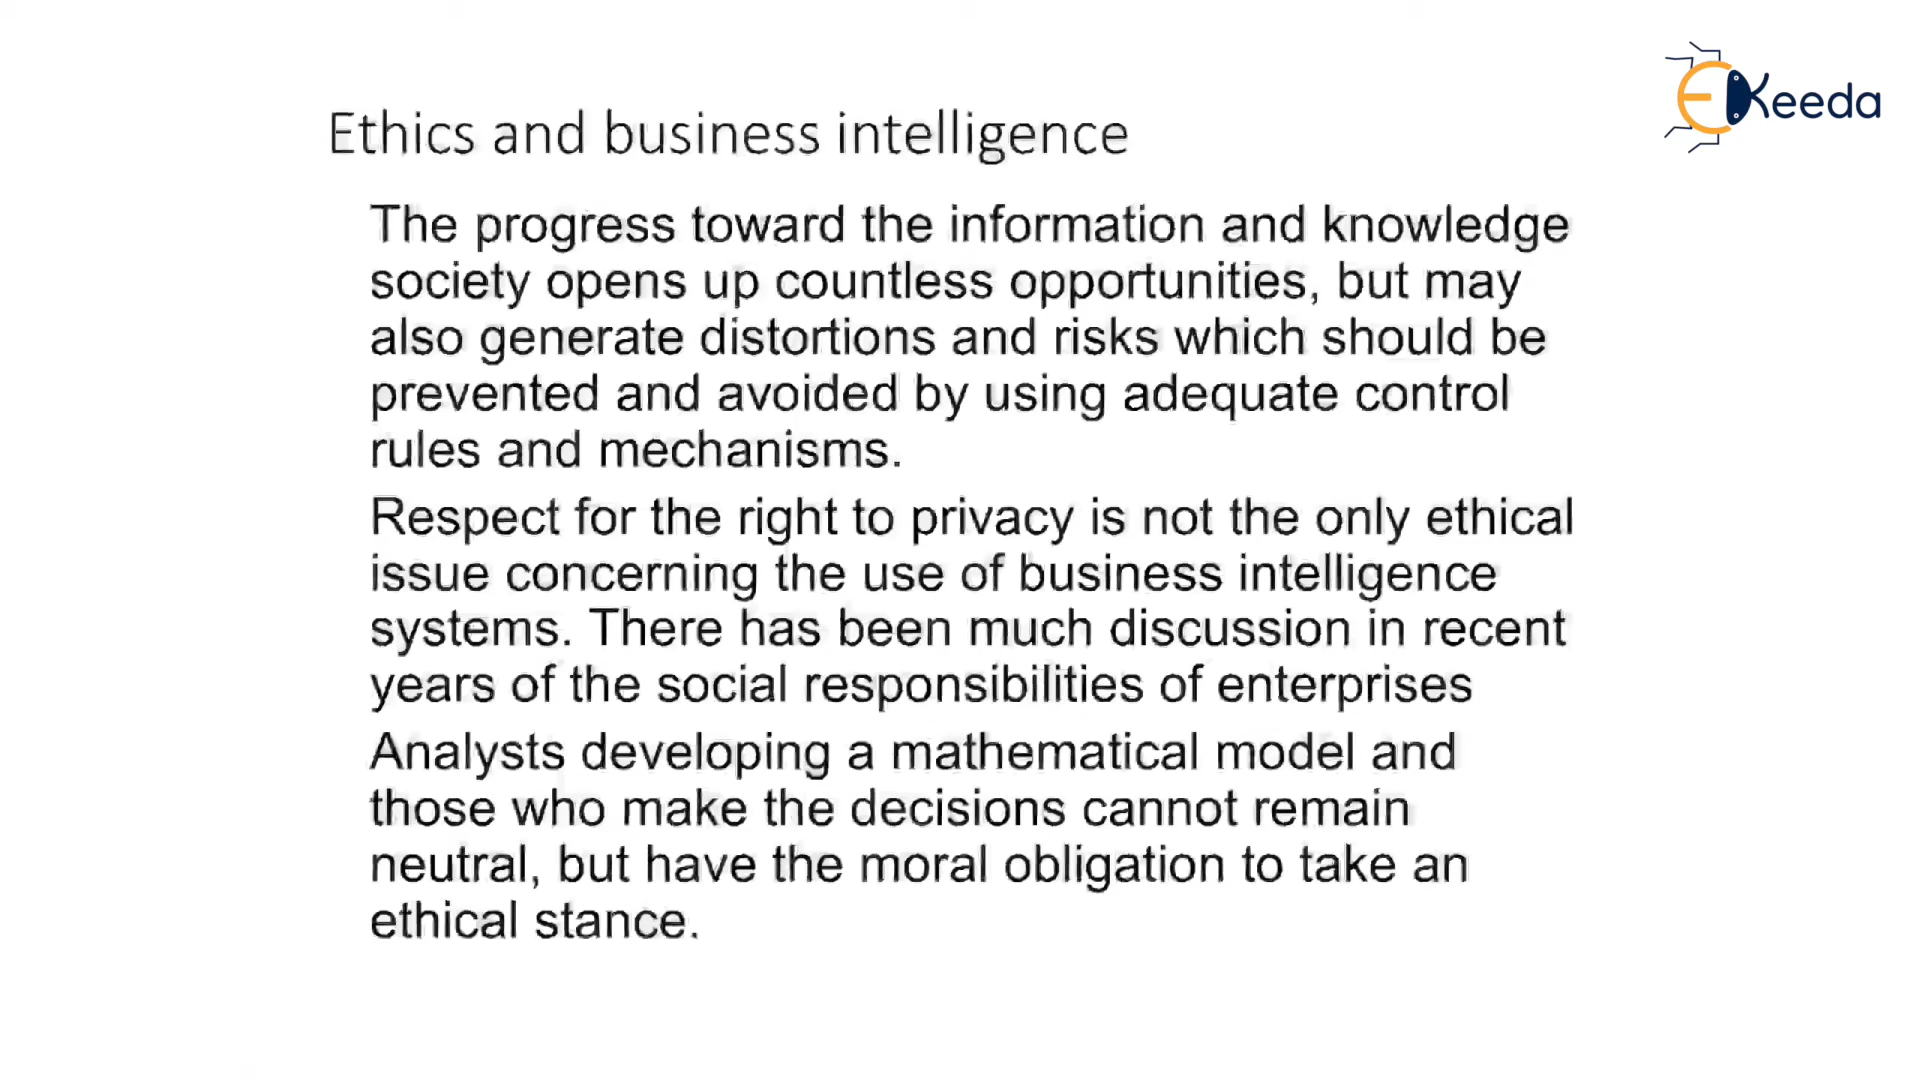 EKeeda
Ethics and business intelligence
The progress toward the information and knowledge
society opens up countless opportunities, but may
also generate distortions and risks which should be
prevented and avoided by using adequate control
rules and mechanisms.
Respect for the right to privacy is not the only ethical
issue concerning the use of business intelligence
systems. There has been much discussion in recent
years of the social responsibilities of enterprises
Analysts developing a mathematical model and
those who make the decisions cannot remain
neutral, but have the moral obligation to take an
ethical stance.